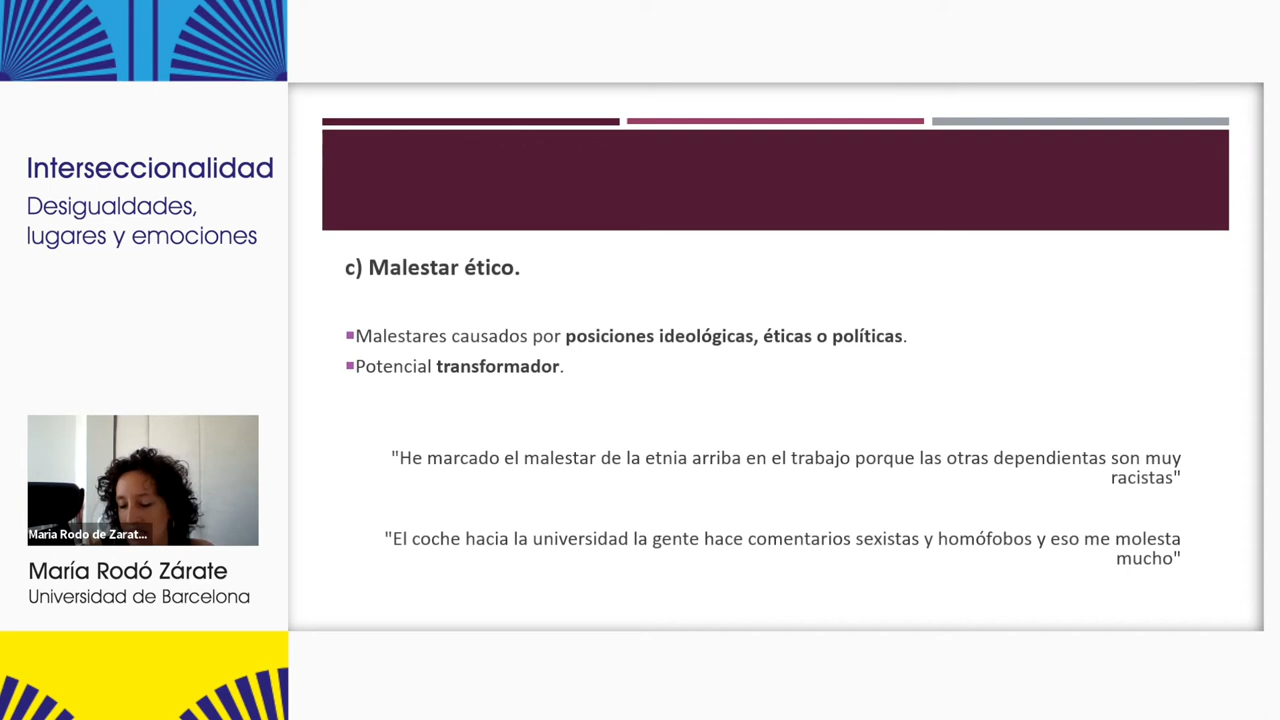 Interseccionalidad
Desigualdades,
lugares y emociones
Maria Rodo de Zarat...
María Rodó Zárate
Universidad de Barcelona
c) Malestar ético.
▪Malestares causados por posiciones ideológicas, éticas o políticas.
▪Potencial transformador.
"He marcado el malestar de la etnia arriba en el trabajo porque las otras dependientas son muy
racistas"
"El coche hacia la universidad la gente hace comentarios sexistas y homófobos y eso me molesta
mucho"